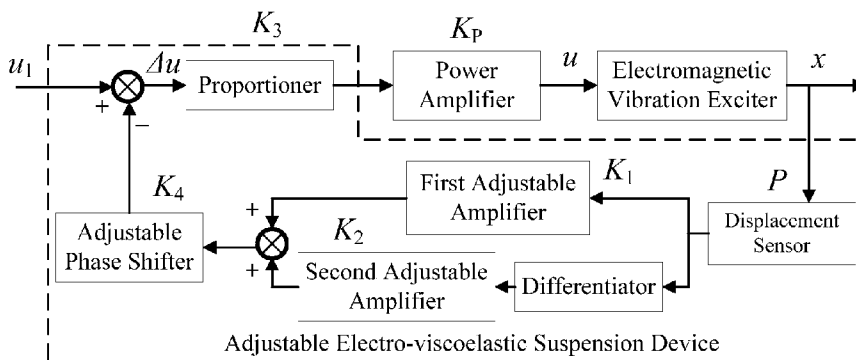 K3
KP
u1
Δu
u
x
+
−
Proportioner
Power
Amplifier
Electromagnetic
Vibration Exciter
K4
K1
P
First Adjustable
Amplifier
+
K2
Adjustable
Phase Shifter
+
Second Adjustable
Amplifier
Differentiator
Displacement
Sensor
Adjustable Electro-viscoelastic Suspension Device